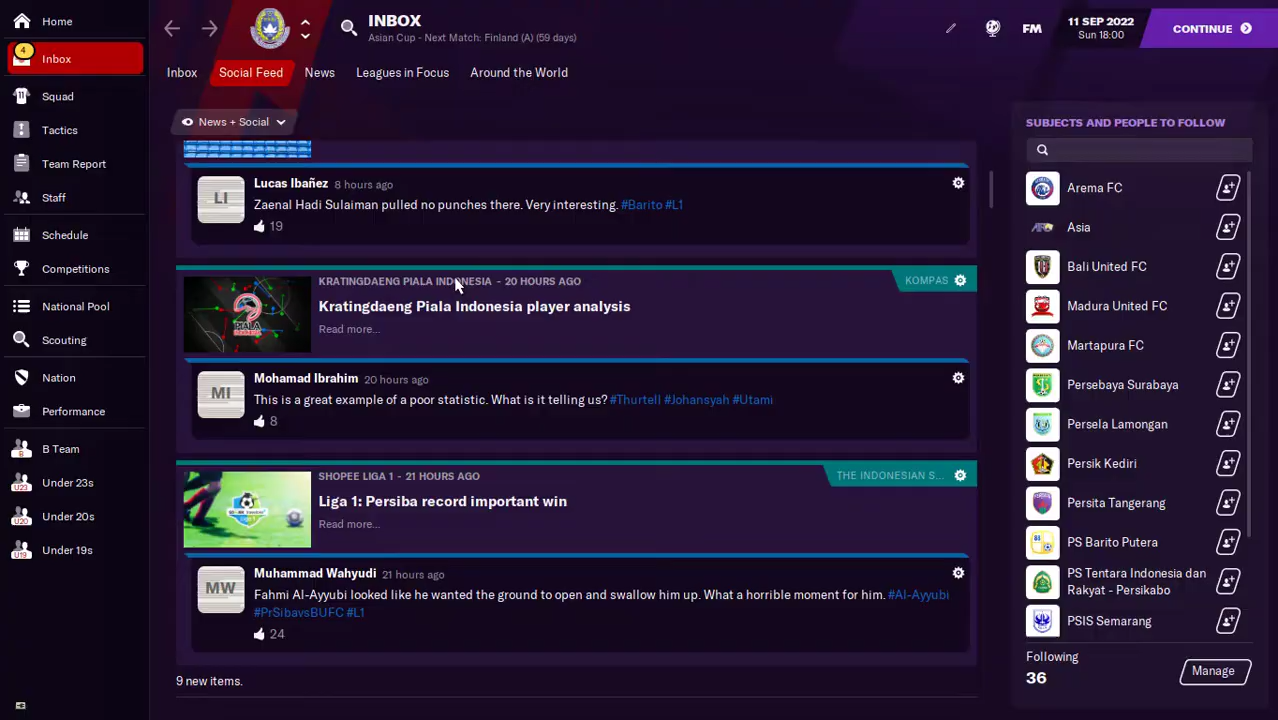 Home
INBOX
Asian Cup - Next Match: Finland (A) (59 days)
FM
11 SEP 2022
Sun 18:00
CONTINUE
4
Inbox
Squad
Tactics
Team Report
Staff
Schedule
Competitions
National Pool
Scouting
Nation
Performance
B
B Team
U23
Under 23s
U20
Under 20s
U19
Under 19s
Inbox
Social Feed
News
Leagues in Focus
Around the World
News + Social
LI
Lucas Ibañez 8 hours ago
Zaenal Hadi Sulaiman pulled no punches there. Very interesting. #Barito #L1
19
KRATINGDAENG PIALA INDONESIA - 20 HOURS AGO
KOMPAS
PIALA
Kratingdaeng Piala Indonesia player analysis
Read more...
MI
Mohamad Ibrahim 20 hours ago
This is a great example of a poor statistic. What is it telling us? #Thurtell #Johansyah #Utami
8
SHOPEE LIGA 1 - 21 HOURS AGO
THE INDONESIAN S...
Liga 1: Persiba record important win
Read more...
MW
Muhammad Wahyudi 21 hours ago
Fahmi Al-Ayyubi looked like he wanted the ground to open and swallow him up. What a horrible moment for him. #Al-Ayyubi
#PrSibavsBUFC #L1
24
9 new items.
SUBJECTS AND PEOPLE TO FOLLOW
Arema FC
Asia
Bali United FC
Madura United FC
Martapura FC
Persebaya Surabaya
Persela Lamongan
Persik Kediri
Persita Tangerang
PS Barito Putera
PS Tentara Indonesia dan
Rakyat - Persikabo
PSIS Semarang
Following
36
Manage